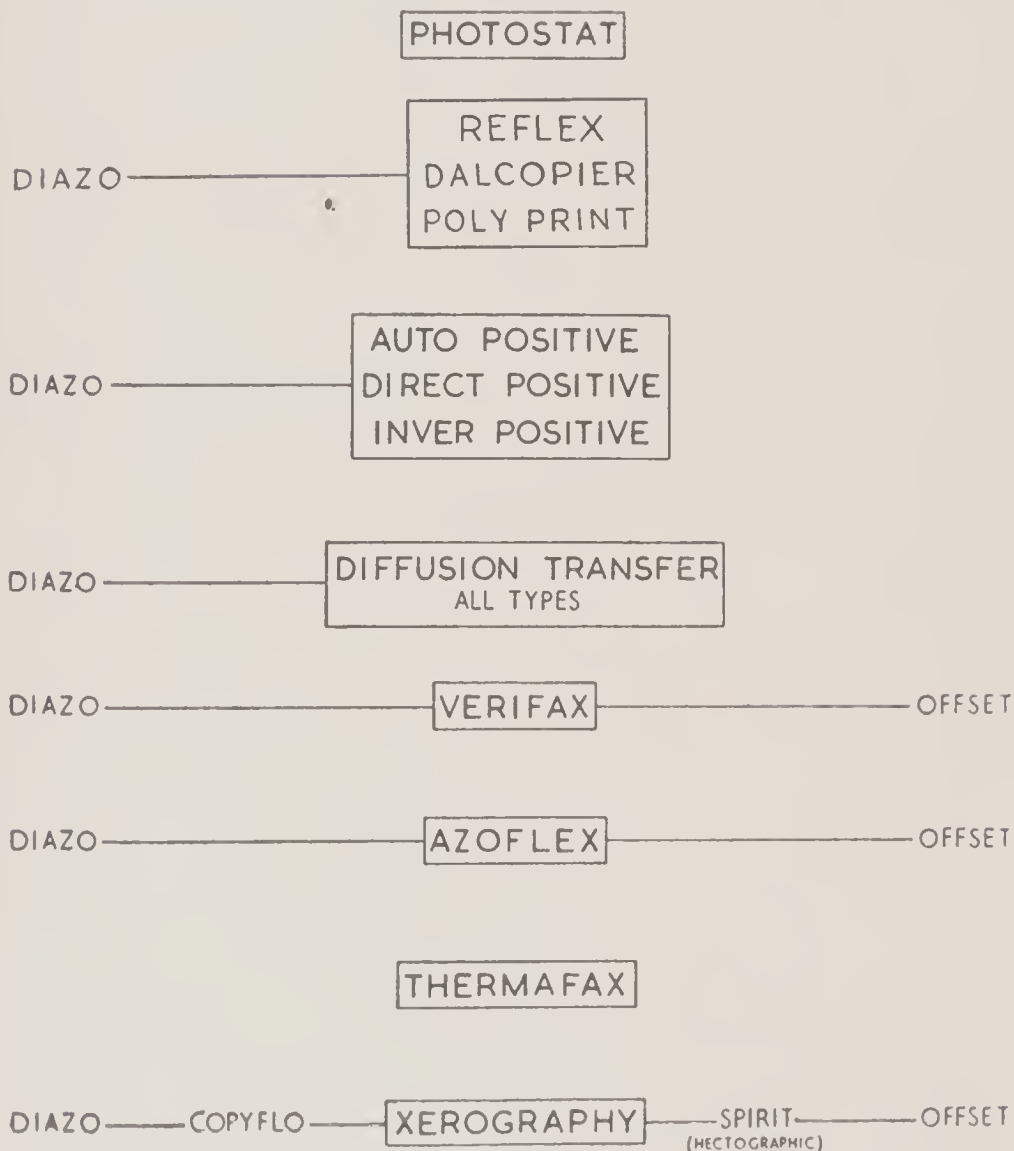 PHOTOSTAT
REFLEX
DIAZO DALCOPIER
POLY PRINT
AUTO POSITIVE
DIAZO DIRECT POSITIVE
INVER POSITIVE
DIAZO DIFFUSION TRANSFER
ALL TYPES
DIAZO VERIFAX OFFSET
DIAZO AZOFLEX OFFSET
THERMAFAX
DIAZO COPYFLO XEROGRAPHY SPIRIT OFFSET
(HECTOGRAPHIC)